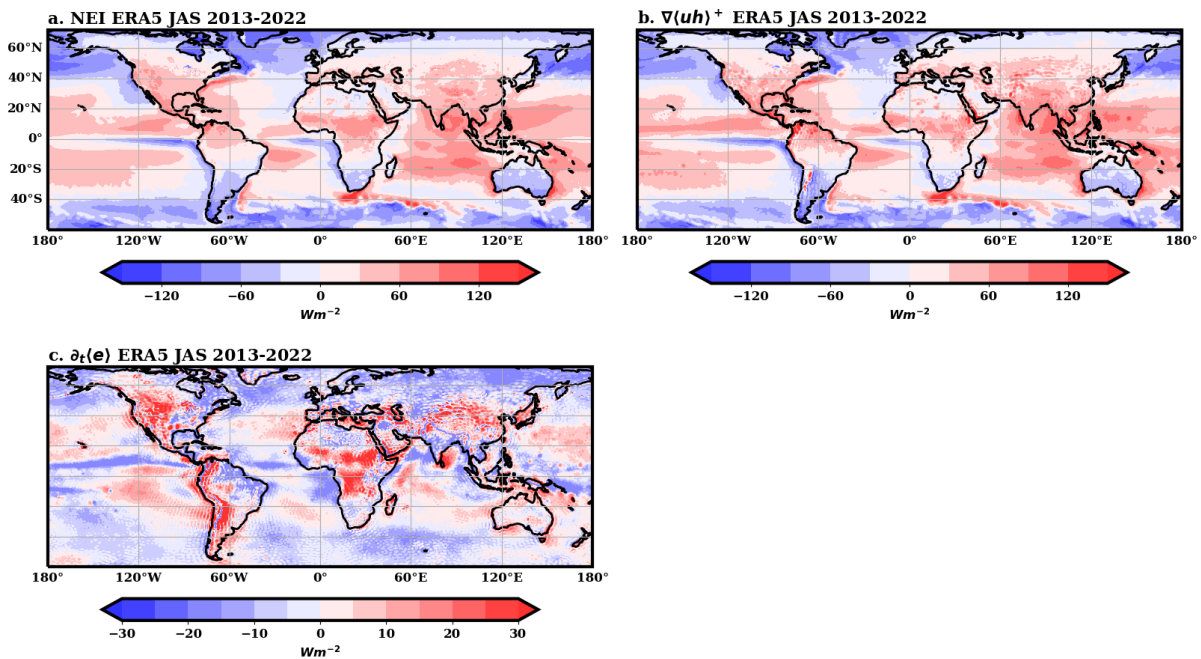 a. NEI ERA5 JAS 2013-2022
b. ∇⟨uh⟩⁺ ERA5 JAS 2013-2022
60°N
40°N
20°N
0°
20°S
40°S
180° 120°W 60°W 0° 60°E 120°E 180°
180° 120°W 60°W 0° 60°E 120°E 180°
−120 −60 0 60 120
−120 −60 0 60 120
Wm⁻²
Wm⁻²
c. ∂ₜ⟨e⟩ ERA5 JAS 2013-2022
180° 120°W 60°W 0° 60°E 120°E 180°
−30 −20 −10 0 10 20 30
Wm⁻²